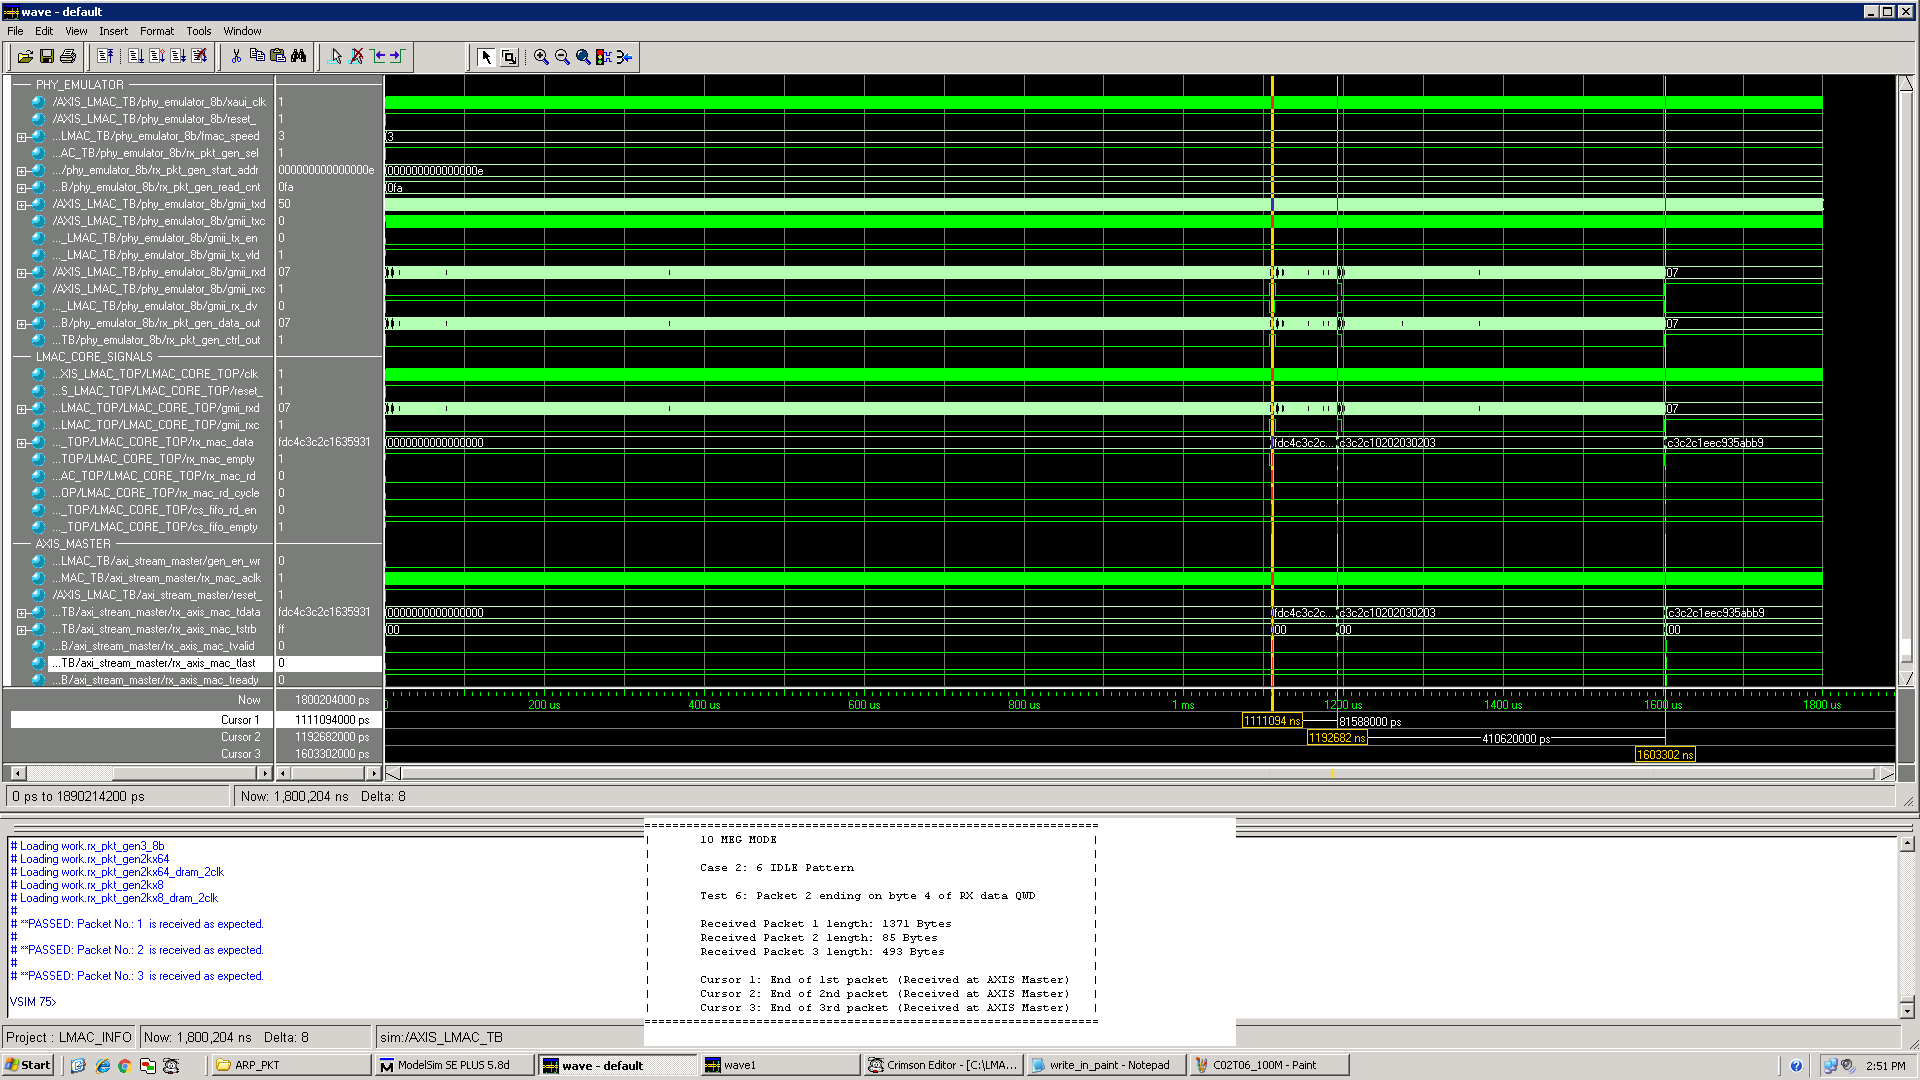 wave - default
File Edit View Insert Format Tools Window
PHY_EMULATOR
/AXIS_LMAC_TB/phy_emulator_8b/xaui_clk 1
/AXIS_LMAC_TB/phy_emulator_8b/reset_ 1
...LMAC_TB/phy_emulator_8b/fmac_speed 3 3
...AC_TB/phy_emulator_8b/rx_pkt_gen_sel 1
.../phy_emulator_8b/rx_pkt_gen_start_addr 000000000000000e 000000000000000e
...B/phy_emulator_8b/rx_pkt_gen_read_cnt 0fa 0fa
/AXIS_LMAC_TB/phy_emulator_8b/gmii_txd 50
/AXIS_LMAC_TB/phy_emulator_8b/gmii_txc 0
..._LMAC_TB/phy_emulator_8b/gmii_tx_en 0
..._LMAC_TB/phy_emulator_8b/gmii_tx_vld 1
/AXIS_LMAC_TB/phy_emulator_8b/gmii_rxd 07 07
/AXIS_LMAC_TB/phy_emulator_8b/gmii_rxc 1
..._LMAC_TB/phy_emulator_8b/gmii_rx_dv 0
...B/phy_emulator_8b/rx_pkt_gen_data_out 07 07
...TB/phy_emulator_8b/rx_pkt_gen_ctrl_out 1
LMAC_CORE_SIGNALS
...XIS_LMAC_TOP/LMAC_CORE_TOP/clk 1
...S_LMAC_TOP/LMAC_CORE_TOP/reset_ 1
...LMAC_TOP/LMAC_CORE_TOP/gmii_rxd 07 07
...LMAC_TOP/LMAC_CORE_TOP/gmii_rxc 1
..._TOP/LMAC_CORE_TOP/rx_mac_data fdc4c3c2c1635931 0000000000000000 fdc4c3c2c... c3c2c10202030203 c3c2c1eec935abb9
...TOP/LMAC_CORE_TOP/rx_mac_empty 1
...AC_TOP/LMAC_CORE_TOP/rx_mac_rd 0
...OP/LMAC_CORE_TOP/rx_mac_rd_cycle 0
..._TOP/LMAC_CORE_TOP/cs_fifo_rd_en 0
..._TOP/LMAC_CORE_TOP/cs_fifo_empty 1
AXIS_MASTER
...LMAC_TB/axi_stream_master/gen_en_wr 0
...MAC_TB/axi_stream_master/rx_mac_aclk 1
/AXIS_LMAC_TB/axi_stream_master/reset_ 1
...TB/axi_stream_master/rx_axis_mac_tdata fdc4c3c2c1635931 0000000000000000 fdc4c3c2c... c3c2c10202030203 c3c2c1eec935abb9
...TB/axi_stream_master/rx_axis_mac_tstrb ff 00 00 00 00
...B/axi_stream_master/rx_axis_mac_tvalid 0
...TB/axi_stream_master/rx_axis_mac_tlast 0
...B/axi_stream_master/rx_axis_mac_tready 0
Now 1800204000 ps 0 200 us 400 us 600 us 800 us 1 ms 1200 us 1400 us 1600 us 1800 us
Cursor 1 1111094000 ps 1111094 ns 81588000 ps
Cursor 2 1192682000 ps 1192682 ns 410620000 ps
Cursor 3 1603302000 ps 1603302 ns
0 ps to 1890214200 ps Now: 1,800,204 ns Delta: 8
# Loading work.rx_pkt_gen3_8b
# Loading work.rx_pkt_gen2kx64
# Loading work.rx_pkt_gen2kx64_dram_2clk
# Loading work.rx_pkt_gen2kx8
# Loading work.rx_pkt_gen2kx8_dram_2clk
#
# **PASSED: Packet No.: 1 is received as expected.
#
# **PASSED: Packet No.: 2 is received as expected.
#
# **PASSED: Packet No.: 3 is received as expected.
VSIM 75>
10 MEG MODE
Case 2: 6 IDLE Pattern
Test 6: Packet 2 ending on byte 4 of RX data QWD
Received Packet 1 length: 1371 Bytes
Received Packet 2 length: 85 Bytes
Received Packet 3 length: 493 Bytes
Cursor 1: End of 1st packet (Received at AXIS Master)
Cursor 2: End of 2nd packet (Received at AXIS Master)
Cursor 3: End of 3rd packet (Received at AXIS Master)
Project : LMAC_INFO Now: 1,800,204 ns Delta: 8 sim:/AXIS_LMAC_TB
Start ARP_PKT ModelSim SE PLUS 5.8d wave - default wave1 Crimson Editor - [C:\LMA... write_in_paint - Notepad C02T06_100M - Paint 2:51 PM